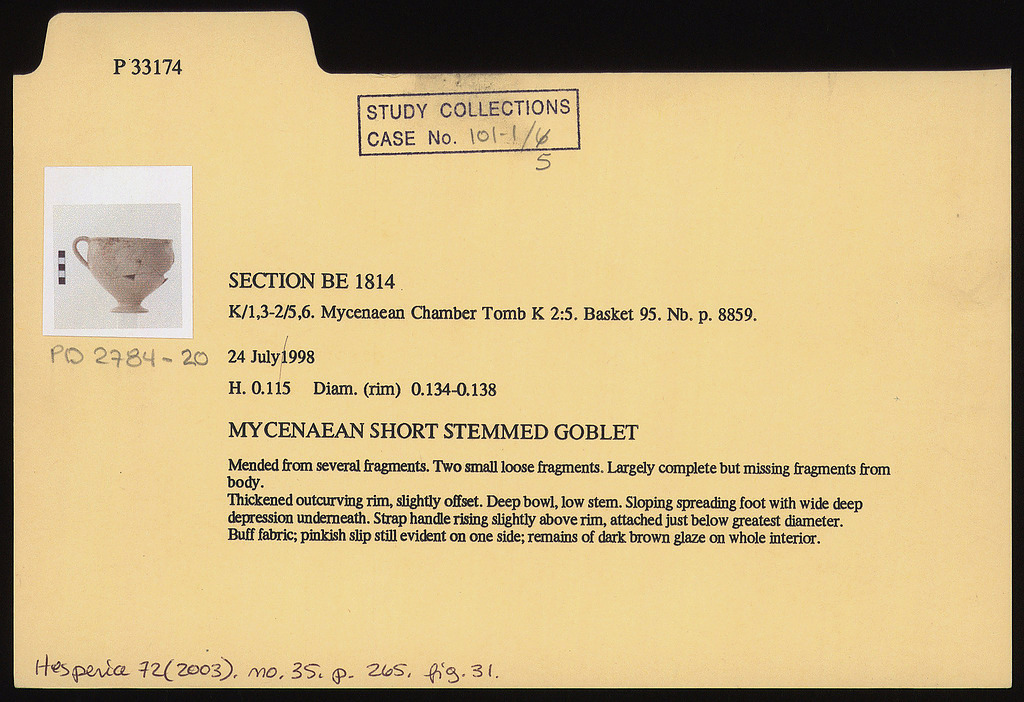 P 33174
STUDY COLLECTIONS
CASE No. 101-1/6
5
PD 2784-20
SECTION BE 1814
K/1,3-2/5,6. Mycenaean Chamber Tomb K 2:5. Basket 95. Nb. p. 8859.
24 July 1998
H. 0.115 Diam. (rim) 0.134-0.138
MYCENAEAN SHORT STEMMED GOBLET
Mended from several fragments. Two small loose fragments. Largely complete but missing fragments from
body.
Thickened outcurving rim, slightly offset. Deep bowl, low stem. Sloping spreading foot with wide deep
depression underneath. Strap handle rising slightly above rim, attached just below greatest diameter.
Buff fabric; pinkish slip still evident on one side; remains of dark brown glaze on whole interior.
Hesperia 72(2003). no. 35. p. 265. fig. 31.